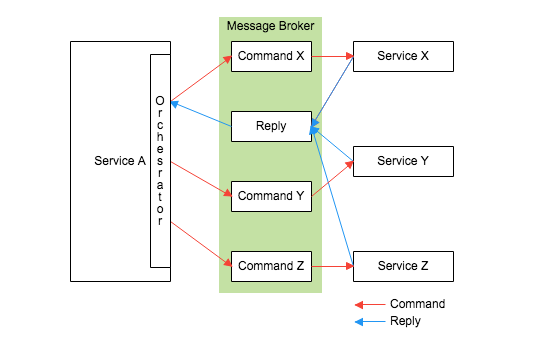 Message Broker
Command X
Service X
Orchesrator
Reply
Service A
Service Y
Command Y
Command Z
Service Z
Command
Reply